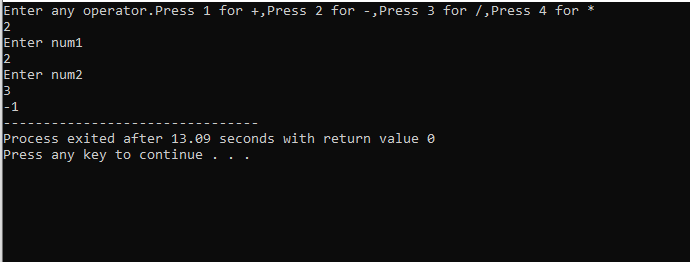 Enter any operator.Press 1 for +,Press 2 for -,Press 3 for /,Press 4 for *
2
Enter num1
2
Enter num2
3
-1
--------------------------------
Process exited after 13.09 seconds with return value 0
Press any key to continue . . .